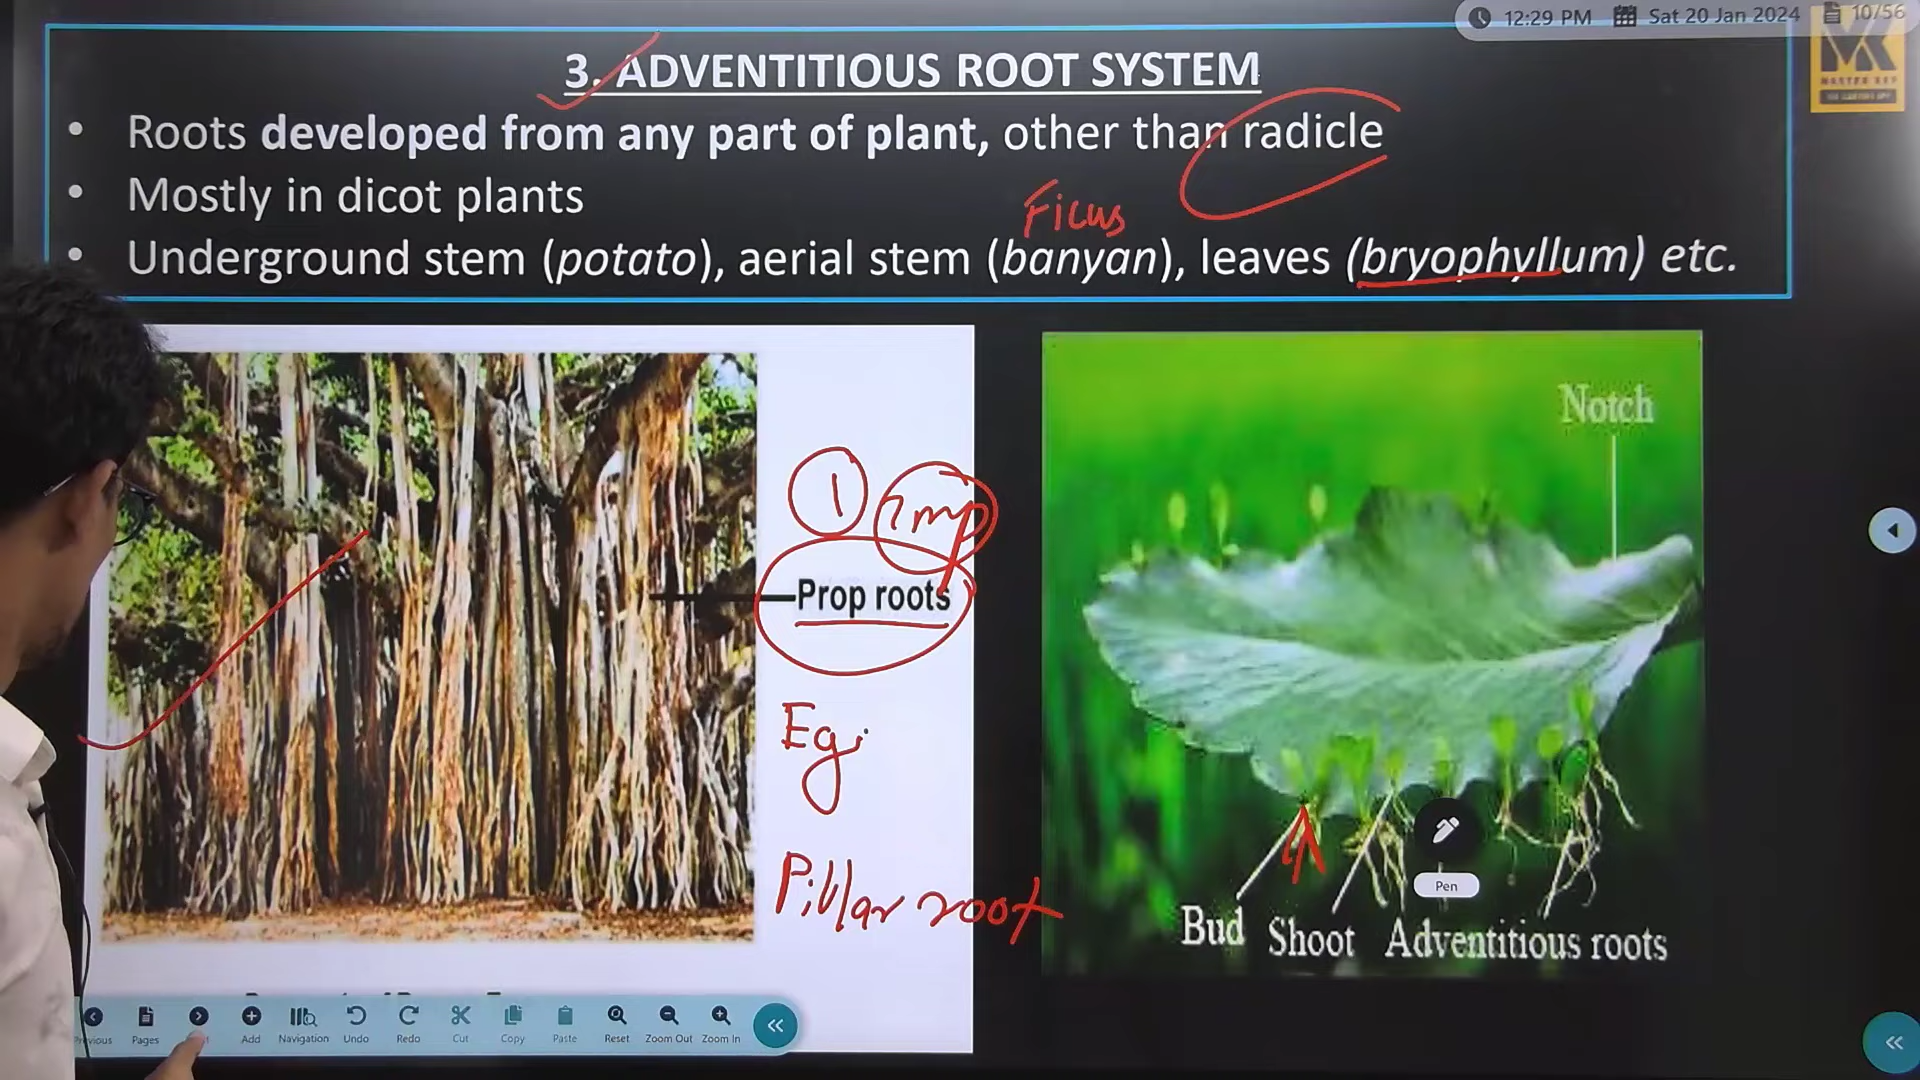 12:29 PM Sat 20 Jan 2024 10/56
3. ADVENTITIOUS ROOT SYSTEM
MASTER KEY
• Roots developed from any part of plant, other than radicle
• Mostly in dicot plants
Ficus
• Underground stem (potato), aerial stem (banyan), leaves (bryophyllum) etc.
Notch
1 imp
Prop roots
Eg:
Pillar root
Pen
Bud Shoot Adventitious roots
Pages Add Navigation Undo Redo Cut Copy Paste Reset Zoom Out Zoom In